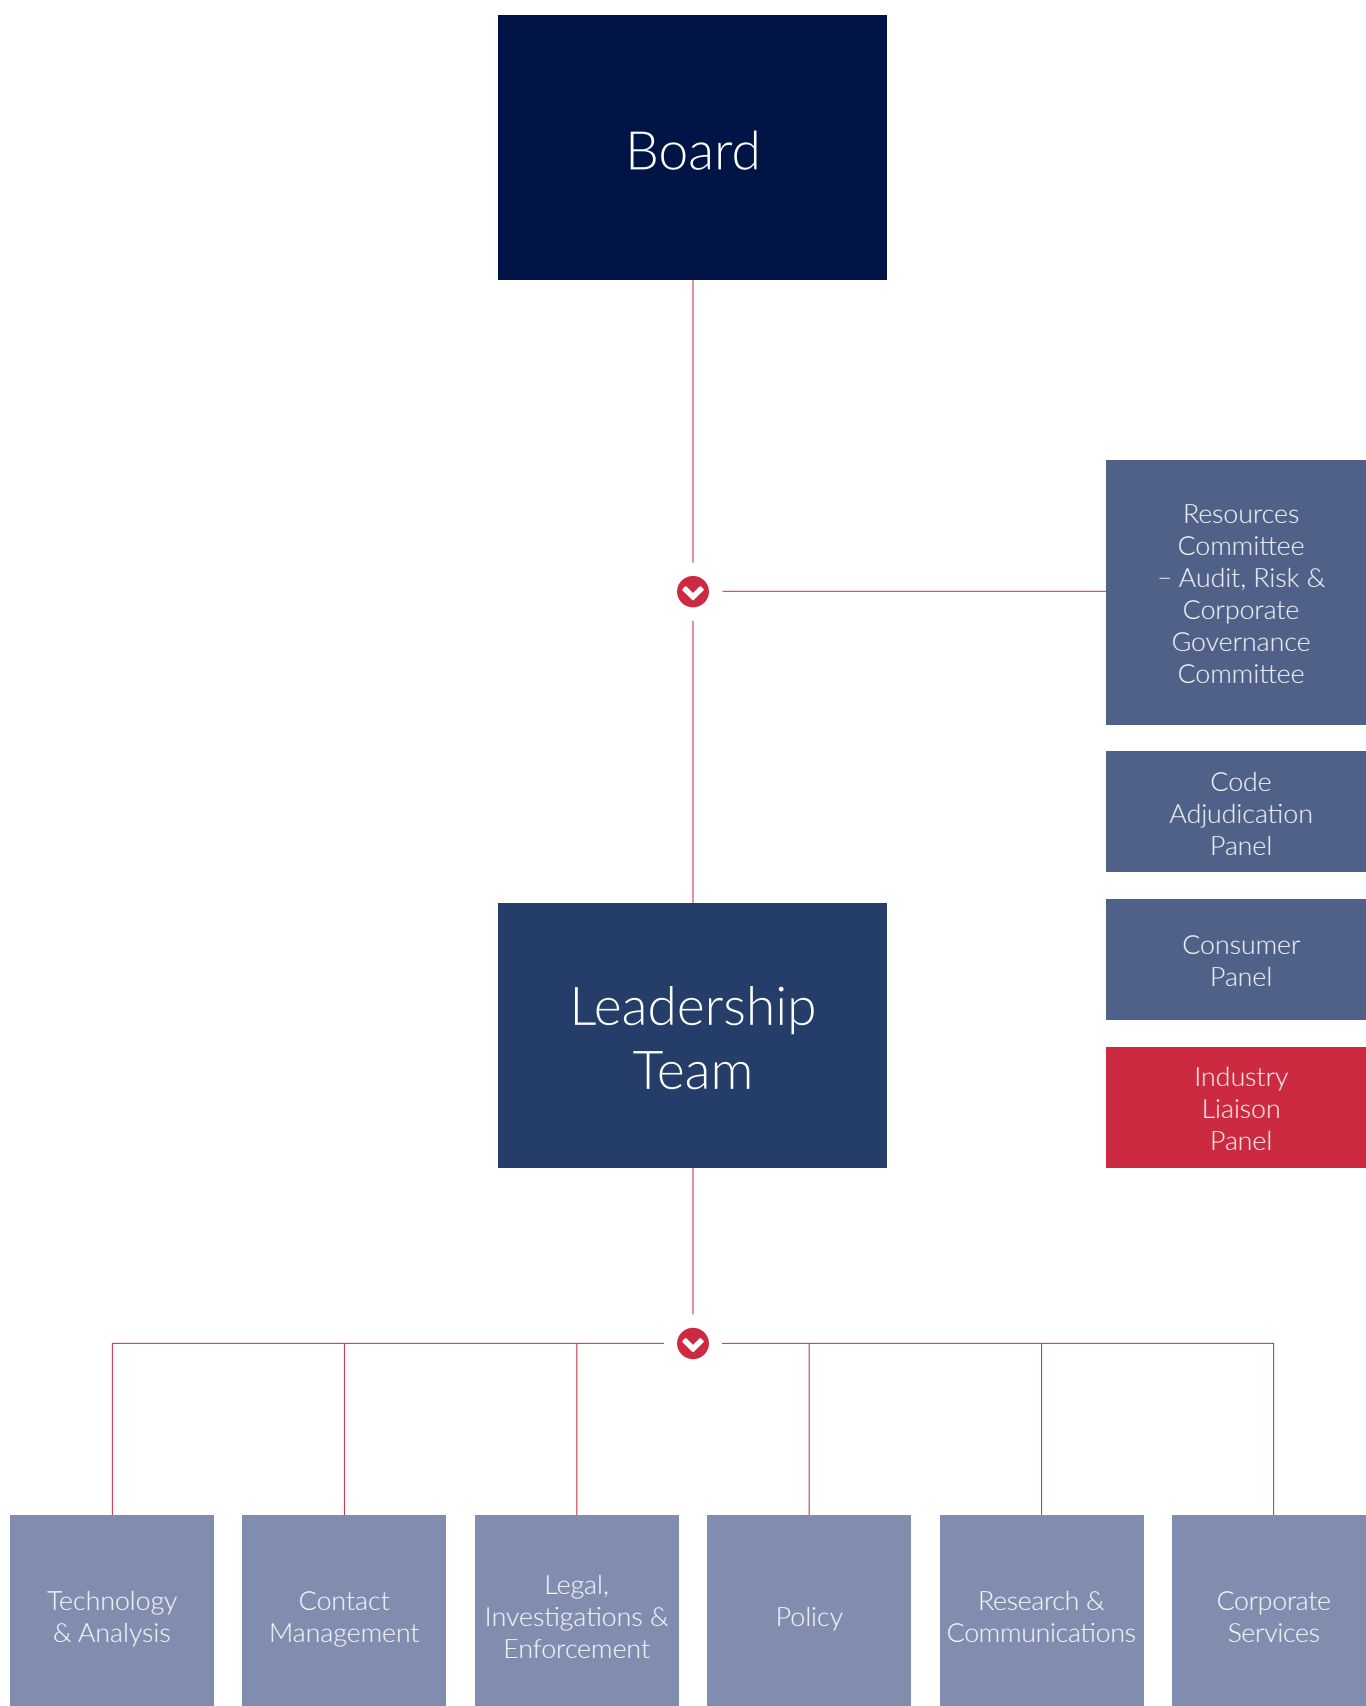 Board
Resources
Committee
– Audit, Risk &
Corporate
Governance
Committee
Code
Adjudication
Panel
Consumer
Panel
Leadership
Team
Industry
Liaison
Panel
Technology
& Analysis
Contact
Management
Legal,
Investigations &
Enforcement
Policy
Research &
Communications
Corporate
Services